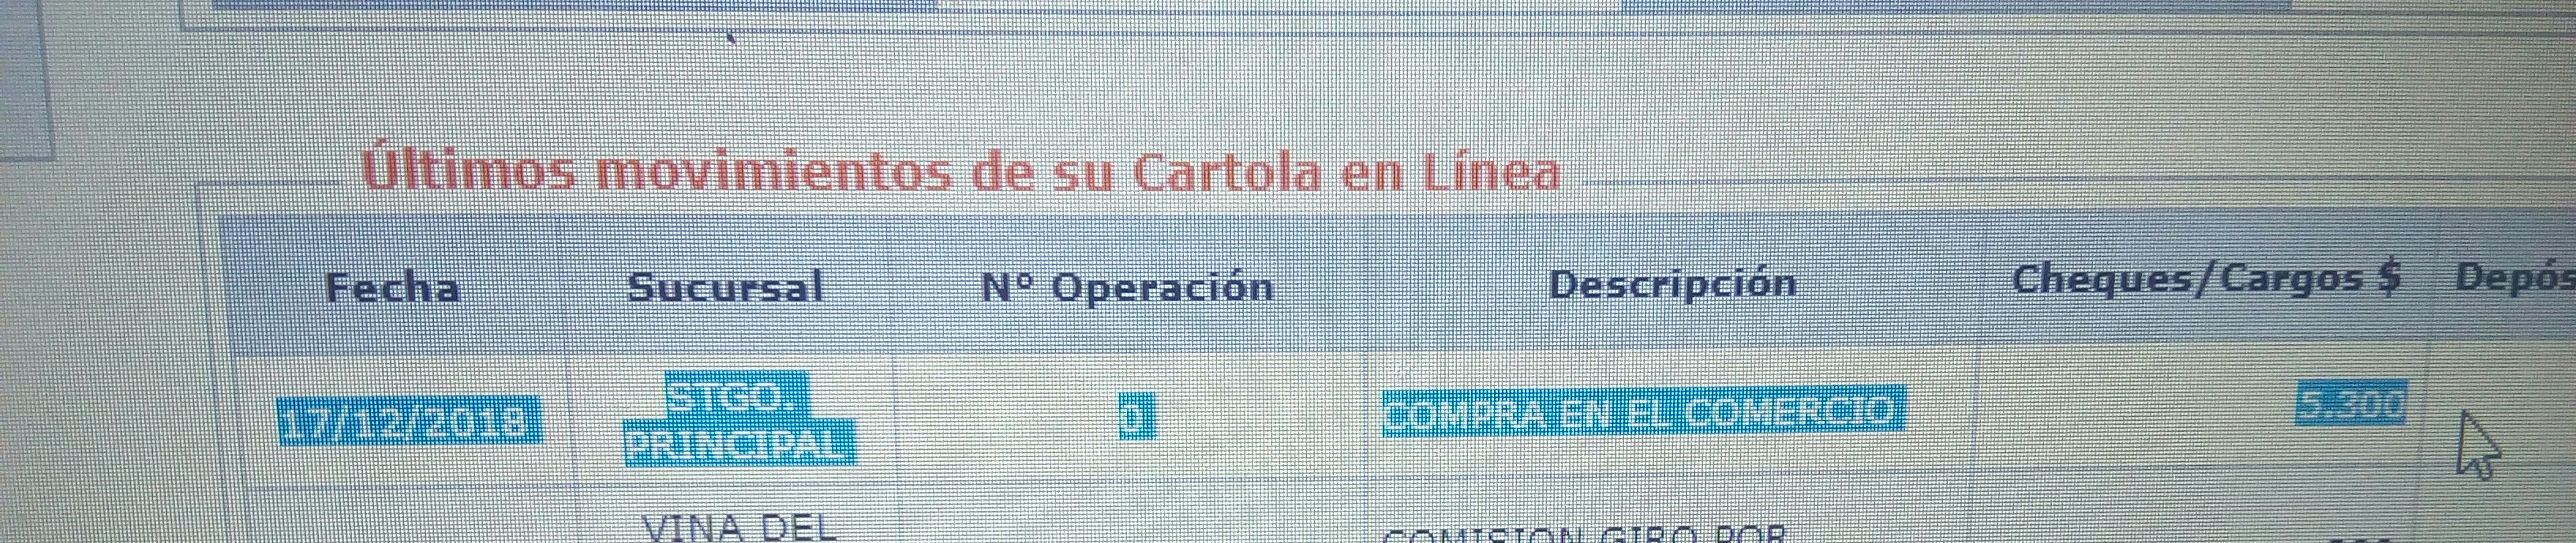 Últimos movimientos de su Cartola en Línea
Fecha Sucursal Nº Operación Descripción Cheques/Cargos $ Depós
17/12/2018 STGO. PRINCIPAL 0 COMPRA EN EL COMERCIO 5.300
VINA DEL COMISION GIRO POR